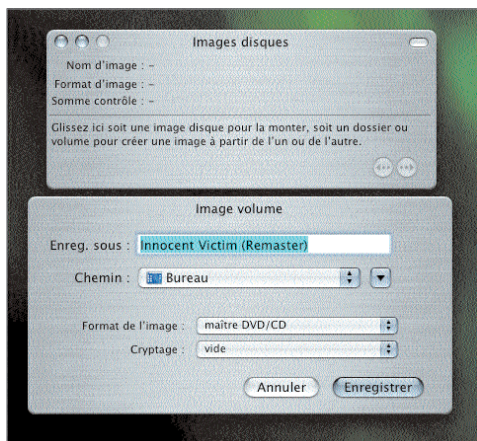 Images disques
Nom d'image : –
Format d'image : –
Somme contrôle : –
Glissez ici soit une image disque pour la monter, soit un dossier ou
volume pour créer une image à partir de l'un ou de l'autre.
Image volume
Enreg. sous : Innocent Victim (Remaster)
Chemin : Bureau
Format de l'image : maître DVD/CD
Cryptage : vide
Annuler Enregistrer